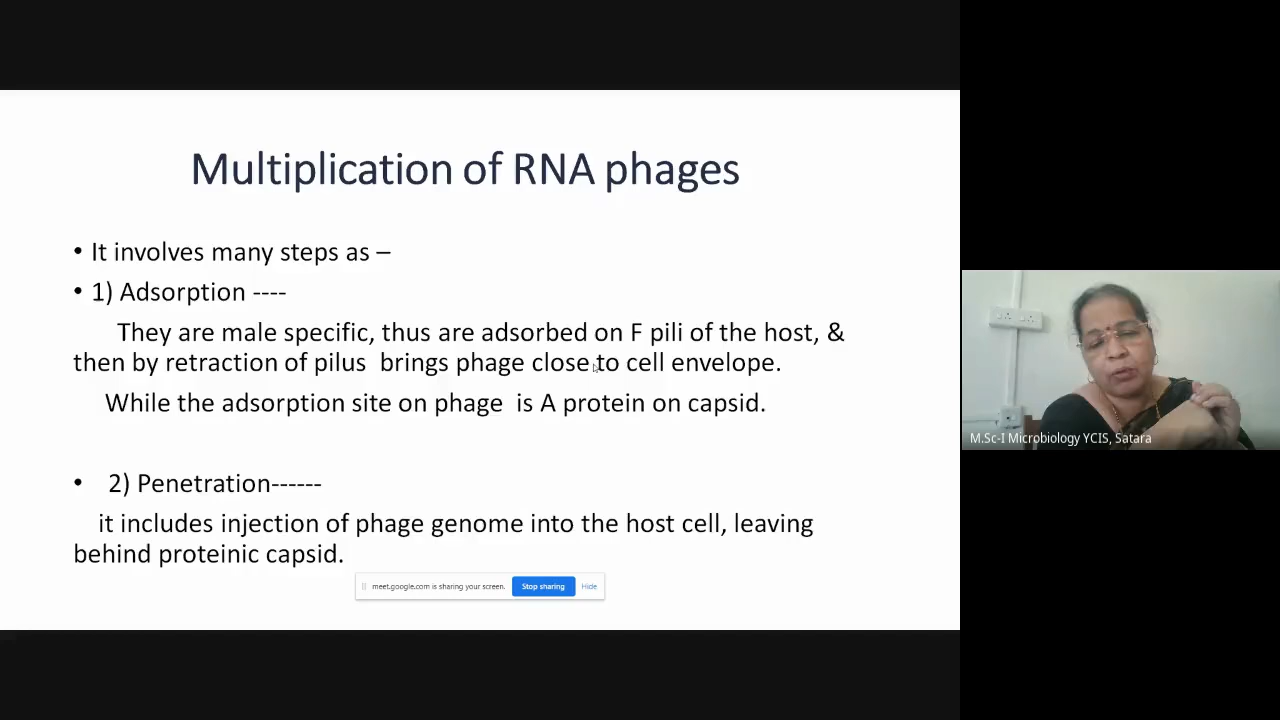 Multiplication of RNA phages
• It involves many steps as –
• 1) Adsorption ----
They are male specific, thus are adsorbed on F pili of the host, &
then by retraction of pilus brings phage close to cell envelope.
While the adsorption site on phage is A protein on capsid.
• 2) Penetration------
it includes injection of phage genome into the host cell, leaving
behind proteinic capsid.
meet.google.com is sharing your screen. Stop sharing Hide
M.Sc-I Microbiology YCIS, Satara